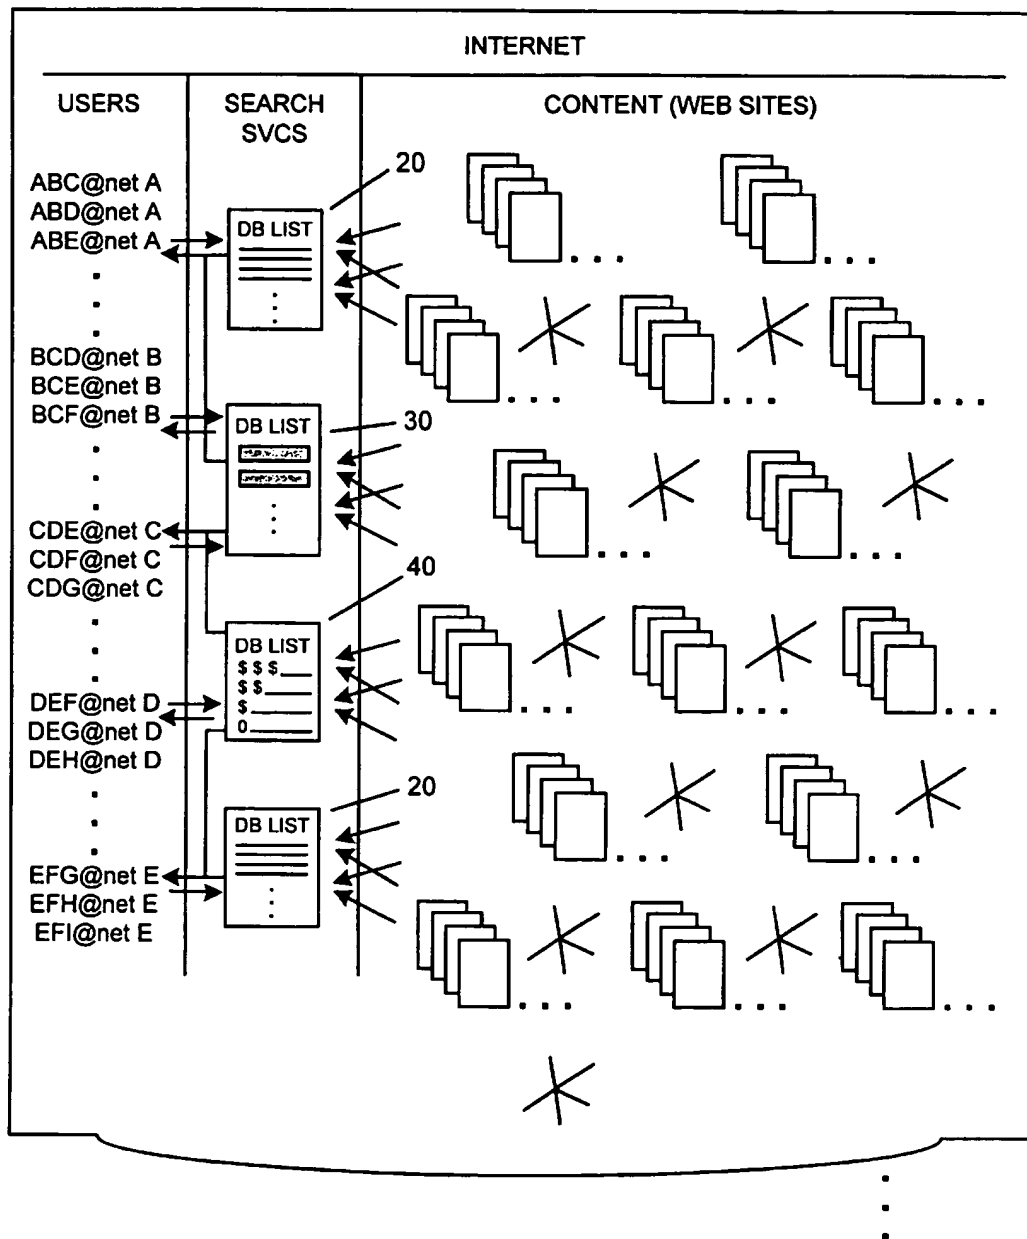 INTERNET
USERS
SEARCH
SVCS
CONTENT (WEB SITES)
ABC@net A
ABD@net A
ABE@net A
BCD@net B
BCE@net B
BCF@net B
CDE@net C
CDF@net C
CDG@net C
DEF@net D
DEG@net D
DEH@net D
EFG@net E
EFH@net E
EFI@net E
20
DB LIST
30
DB LIST
40
DB LIST
$ $ $
$ $
$
0
20
DB LIST